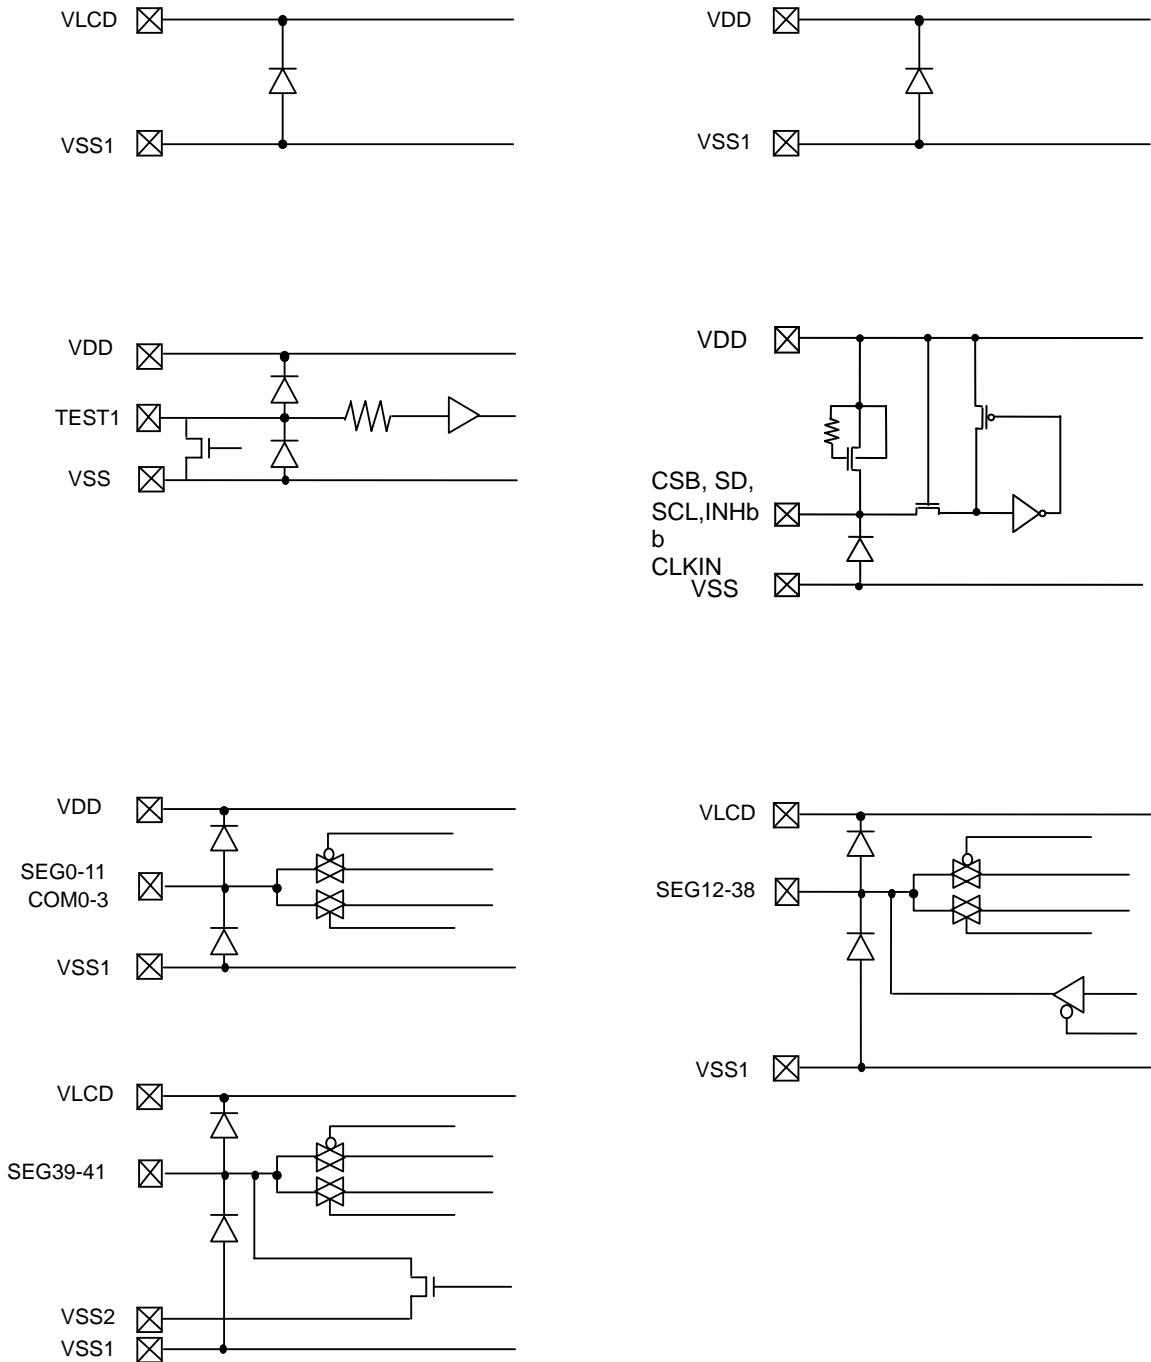 VLCD
VSS1
VDD
VSS1
VDD
TEST1
VSS
VDD
CSB, SD,
SCL,INHb
b
CLKIN
VSS
VDD
SEG0-11
COM0-3
VSS1
VLCD
SEG12-38
VSS1
VLCD
SEG39-41
VSS2
VSS1